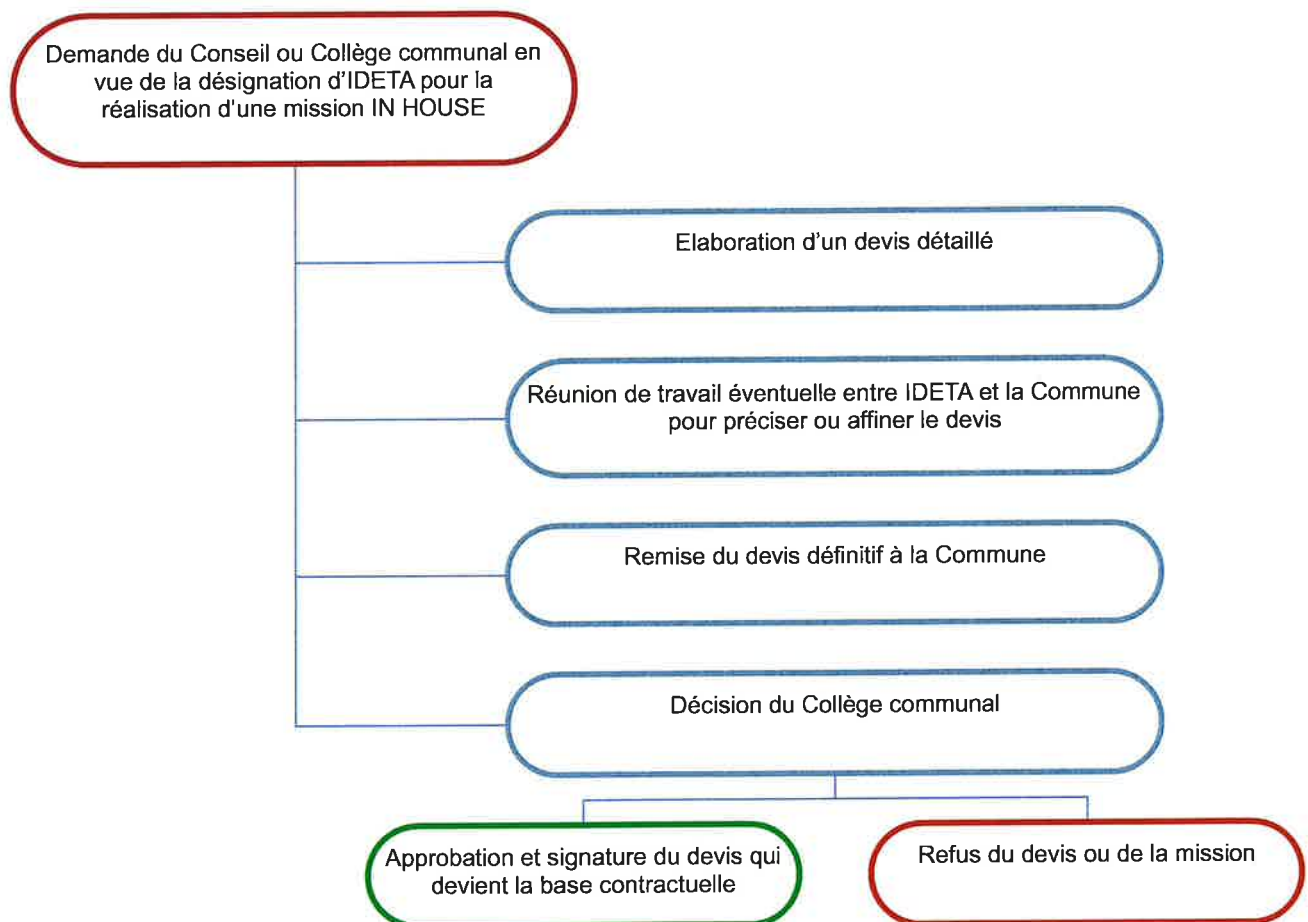 Demande du Conseil ou Collège communal en
vue de la désignation d'IDETA pour la
réalisation d'une mission IN HOUSE
Elaboration d'un devis détaillé
Réunion de travail éventuelle entre IDETA et la Commune
pour préciser ou affiner le devis
Remise du devis définitif à la Commune
Décision du Collège communal
Approbation et signature du devis qui
devient la base contractuelle
Refus du devis ou de la mission